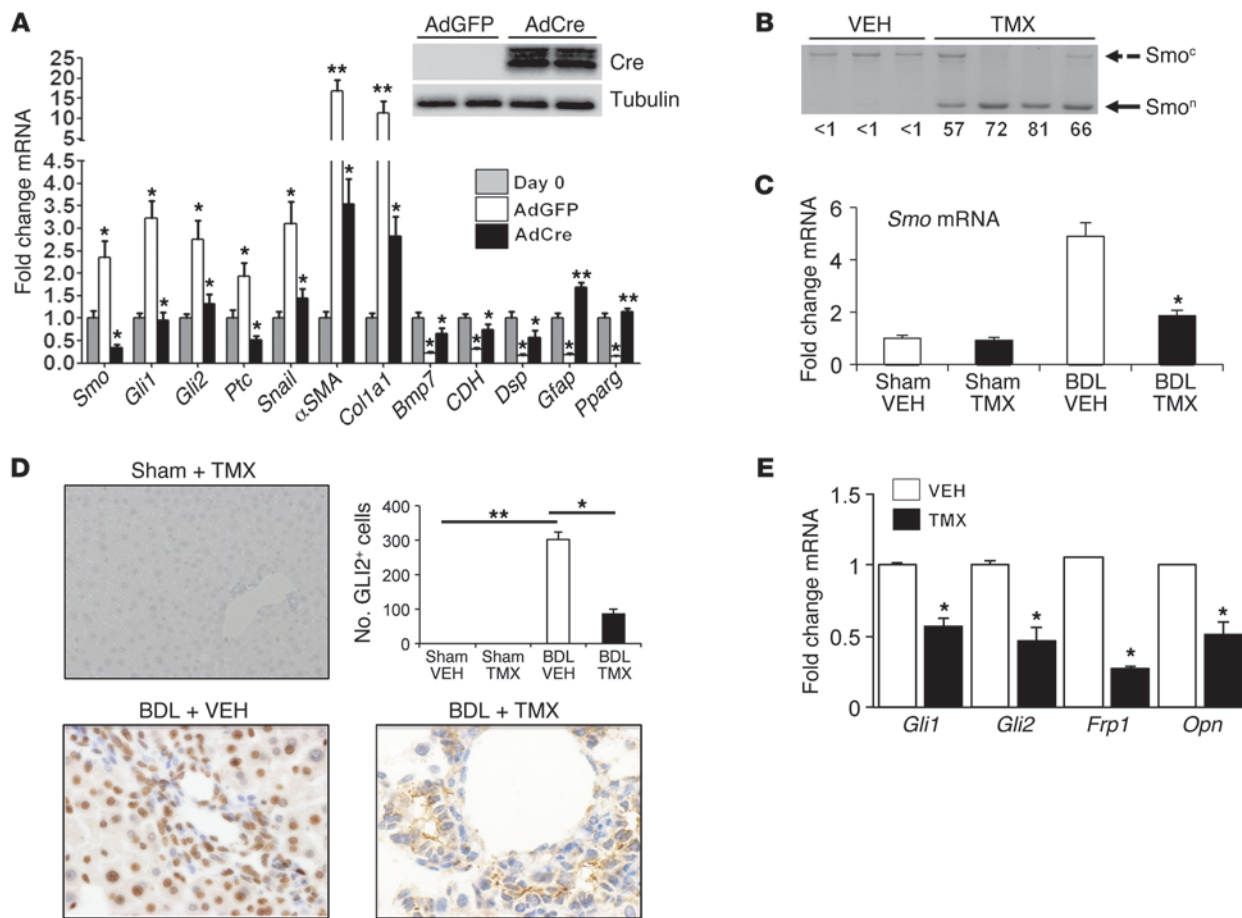 A
AdGFP AdCre
Cre
Tubulin
Fold change mRNA
25
20
15
10
5
4.5
4.0
3.5
3.0
2.5
2.0
1.5
1.0
0.5
0.0
** **
* * * * * * * * * * * * * * * * * ** * **
Day 0
AdGFP
AdCre
Smo Gli1 Gli2 Ptc Snail αSMA Col1a1 Bmp7 CDH Dsp Gfap Pparg
B
VEH TMX
Smoᶜ
Smoⁿ
<1 <1 <1 57 72 81 66
C
Smo mRNA
Fold change mRNA
6
4
2
0
*
Sham VEH
Sham TMX
BDL VEH
BDL TMX
D
Sham + TMX
No. GLI2⁺ cells
400
300
200
100
0
** *
Sham VEH
Sham TMX
BDL VEH
BDL TMX
BDL + VEH
BDL + TMX
E
VEH
TMX
Fold change mRNA
1.5
1
0.5
0
* * * *
Gli1 Gli2 Frp1 Opn